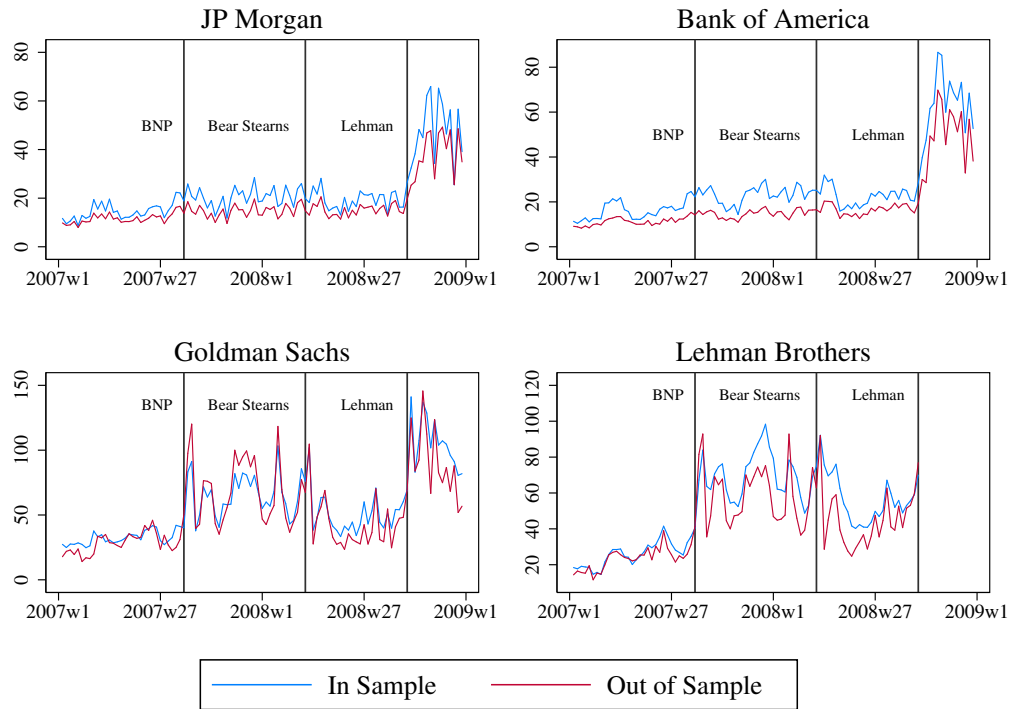 JP Morgan
80
60
40
20
0
BNP
Bear Stearns
Lehman
2007w1
2007w27
2008w1
2008w27
2009w1
Bank of America
80
60
40
20
0
BNP
Bear Stearns
Lehman
2007w1
2007w27
2008w1
2008w27
2009w1
Goldman Sachs
150
100
50
0
BNP
Bear Stearns
Lehman
2007w1
2007w27
2008w1
2008w27
2009w1
Lehman Brothers
120
100
80
60
40
20
BNP
Bear Stearns
Lehman
2007w1
2007w27
2008w1
2008w27
2009w1
In Sample
Out of Sample